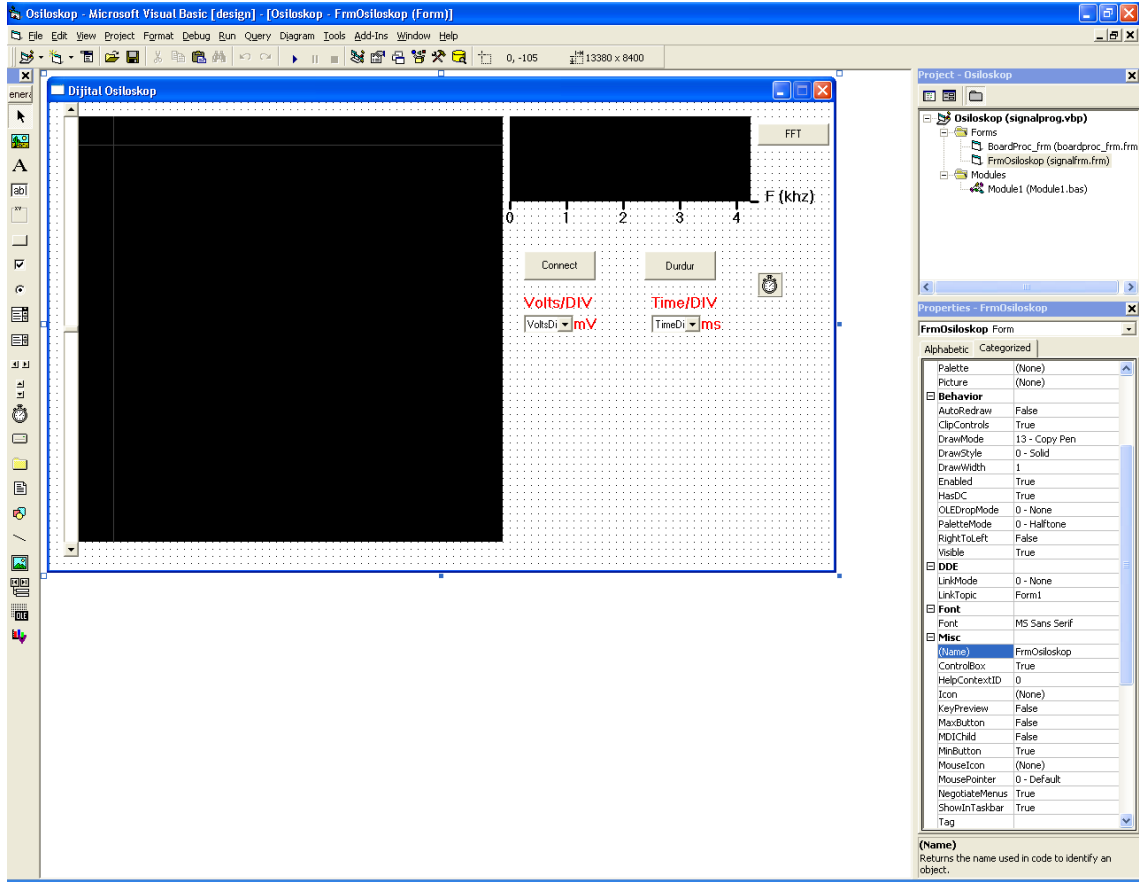 Osiloskop - Microsoft Visual Basic [design] - [Osiloskop - FrmOsiloskop (Form)]
File Edit View Project Format Debug Run Query Diagram Tools Add-Ins Window Help
0, -105 13380 x 8400
Dijital Osiloskop
FFT
F (khz)
0 1 2 3 4
Connect Durdur
Volts/DIV Time/DIV
VoltsDi mV TimeDi ms
A
ab
OLE
Project - Osiloskop
Osiloskop (signalprog.vbp)
Forms
BoardProc_frm (boardproc_frm.frm
FrmOsiloskop (signalfrm.frm)
Modules
Module1 (Module1.bas)
Properties - FrmOsiloskop
FrmOsiloskop Form
Alphabetic Categorized
Palette (None)
Picture (None)
Behavior
AutoRedraw False
ClipControls True
DrawMode 13 - Copy Pen
DrawStyle 0 - Solid
DrawWidth 1
Enabled True
HasDC True
OLEDropMode 0 - None
PaletteMode 0 - Halftone
RightToLeft False
Visible True
DDE
LinkMode 0 - None
LinkTopic Form1
Font
Font MS Sans Serif
Misc
(Name) FrmOsiloskop
ControlBox True
HelpContextID 0
Icon (None)
KeyPreview False
MaxButton False
MDIChild False
MinButton True
MouseIcon (None)
MousePointer 0 - Default
NegotiateMenus True
ShowInTaskbar True
Tag
(Name)
Returns the name used in code to identify an
object.